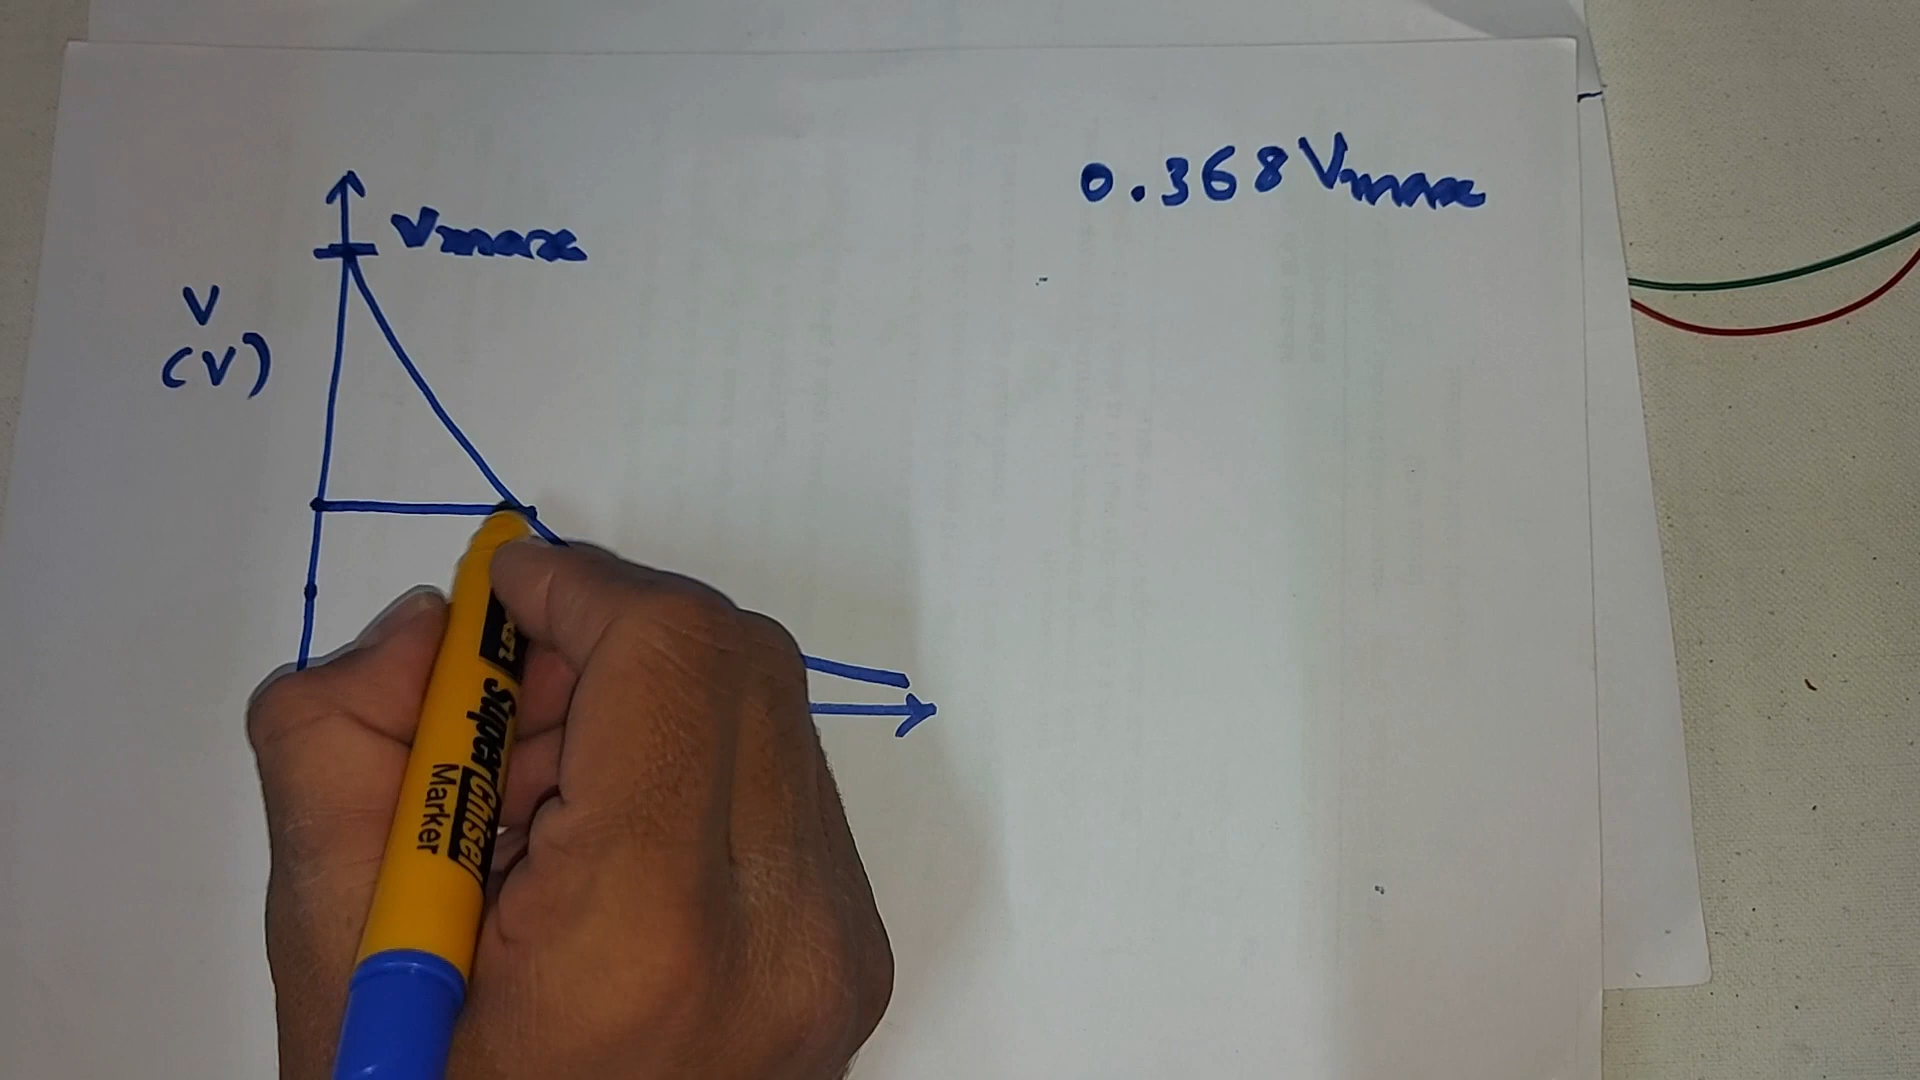 0.368 Vmax
Vmax
V
(V)
Super Chisel
Marker